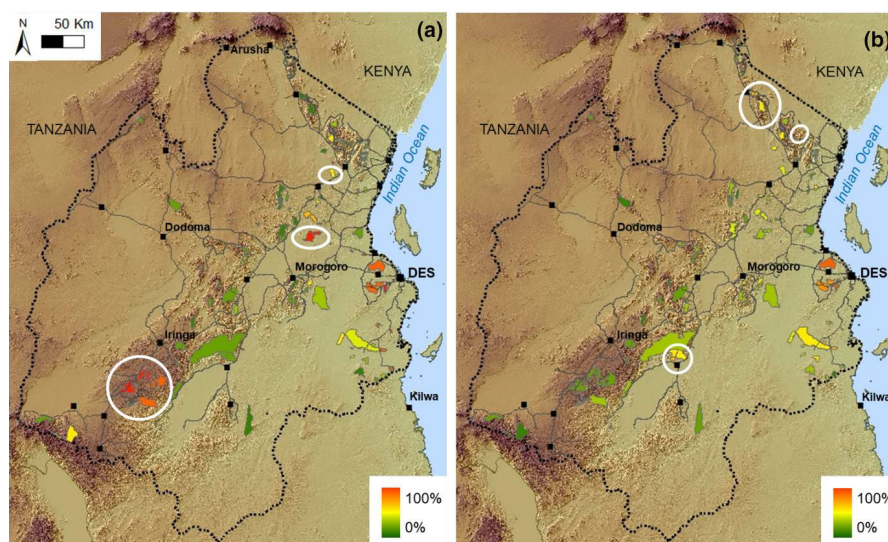 50 Km
N
(a)
Arusha
KENYA
TANZANIA
Indian Ocean
Dodoma
Morogoro
DES
Iringa
Kilwa
100%
0%
(b)
KENYA
TANZANIA
Indian Ocean
Dodoma
Morogoro
DES
Iringa
Kilwa
100%
0%